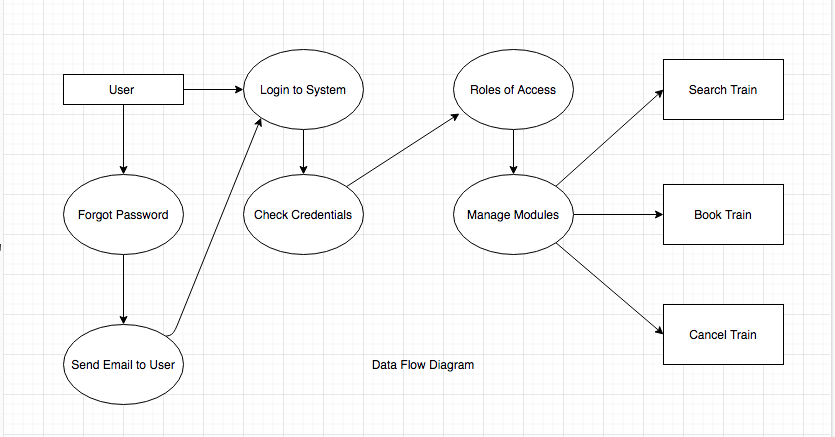 User
Login to System
Roles of Access
Search Train
Forgot Password
Check Credentials
Manage Modules
Book Train
Send Email to User
Data Flow Diagram
Cancel Train